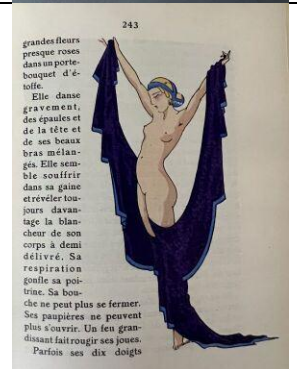 243
grandes fleurs
presque roses
dans un porte-
bouquet d'é-
toffe.
Elle danse
gravement,
des épaules et
de la tête et
de ses beaux
bras mélan-
gés. Elle sem-
ble souffrir
dans sa gaine
et révéler tou-
jours davan-
tage la blan-
cheur de son
corps à demi
délivré. Sa
respiration
gonfle sa poi-
trine. Sa bou-
che ne peut plus se fermer.
Ses paupières ne peuvent
plus s'ouvrir. Un feu gran-
dissant fait rougir ses joues.
Parfois ses dix doigts